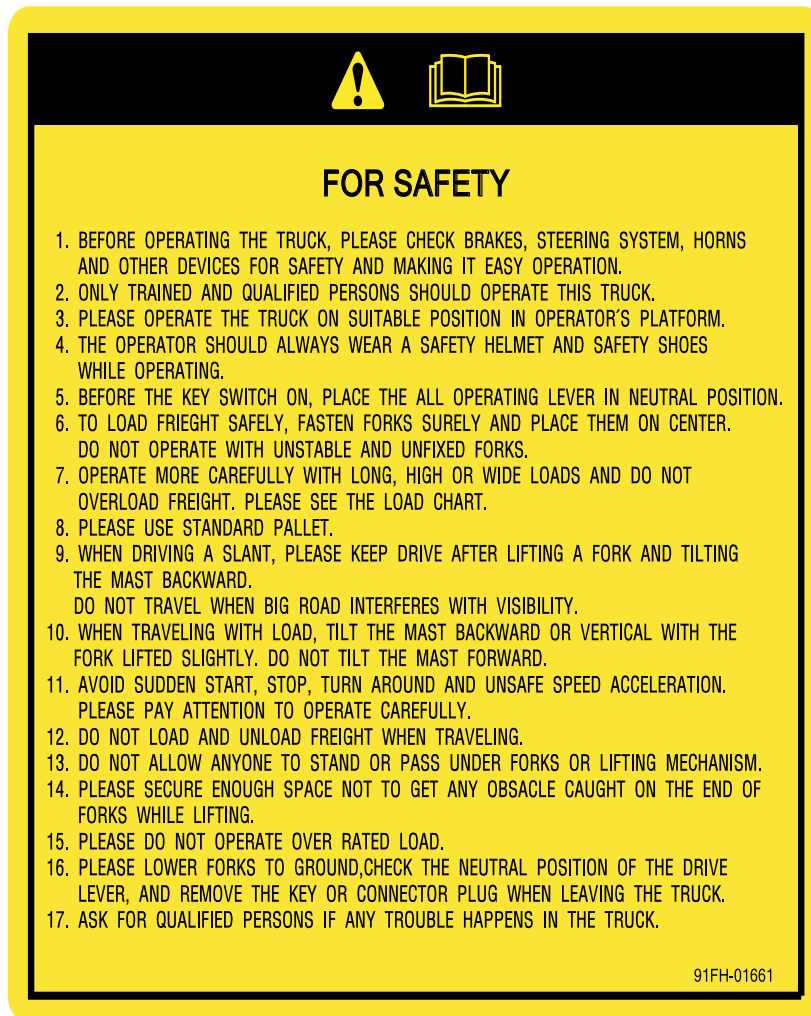 FOR SAFETY
1. BEFORE OPERATING THE TRUCK, PLEASE CHECK BRAKES, STEERING SYSTEM, HORNS
AND OTHER DEVICES FOR SAFETY AND MAKING IT EASY OPERATION.
2. ONLY TRAINED AND QUALIFIED PERSONS SHOULD OPERATE THIS TRUCK.
3. PLEASE OPERATE THE TRUCK ON SUITABLE POSITION IN OPERATOR´S PLATFORM.
4. THE OPERATOR SHOULD ALWAYS WEAR A SAFETY HELMET AND SAFETY SHOES
WHILE OPERATING.
5. BEFORE THE KEY SWITCH ON, PLACE THE ALL OPERATING LEVER IN NEUTRAL POSITION.
6. TO LOAD FRIEGHT SAFELY, FASTEN FORKS SURELY AND PLACE THEM ON CENTER.
DO NOT OPERATE WITH UNSTABLE AND UNFIXED FORKS.
7. OPERATE MORE CAREFULLY WITH LONG, HIGH OR WIDE LOADS AND DO NOT
OVERLOAD FREIGHT. PLEASE SEE THE LOAD CHART.
8. PLEASE USE STANDARD PALLET.
9. WHEN DRIVING A SLANT, PLEASE KEEP DRIVE AFTER LIFTING A FORK AND TILTING
THE MAST BACKWARD.
DO NOT TRAVEL WHEN BIG ROAD INTERFERES WITH VISIBILITY.
10. WHEN TRAVELING WITH LOAD, TILT THE MAST BACKWARD OR VERTICAL WITH THE
FORK LIFTED SLIGHTLY. DO NOT TILT THE MAST FORWARD.
11. AVOID SUDDEN START, STOP, TURN AROUND AND UNSAFE SPEED ACCELERATION.
PLEASE PAY ATTENTION TO OPERATE CAREFULLY.
12. DO NOT LOAD AND UNLOAD FREIGHT WHEN TRAVELING.
13. DO NOT ALLOW ANYONE TO STAND OR PASS UNDER FORKS OR LIFTING MECHANISM.
14. PLEASE SECURE ENOUGH SPACE NOT TO GET ANY OBSACLE CAUGHT ON THE END OF
FORKS WHILE LIFTING.
15. PLEASE DO NOT OPERATE OVER RATED LOAD.
16. PLEASE LOWER FORKS TO GROUND,CHECK THE NEUTRAL POSITION OF THE DRIVE
LEVER, AND REMOVE THE KEY OR CONNECTOR PLUG WHEN LEAVING THE TRUCK.
17. ASK FOR QUALIFIED PERSONS IF ANY TROUBLE HAPPENS IN THE TRUCK.
91FH-01661